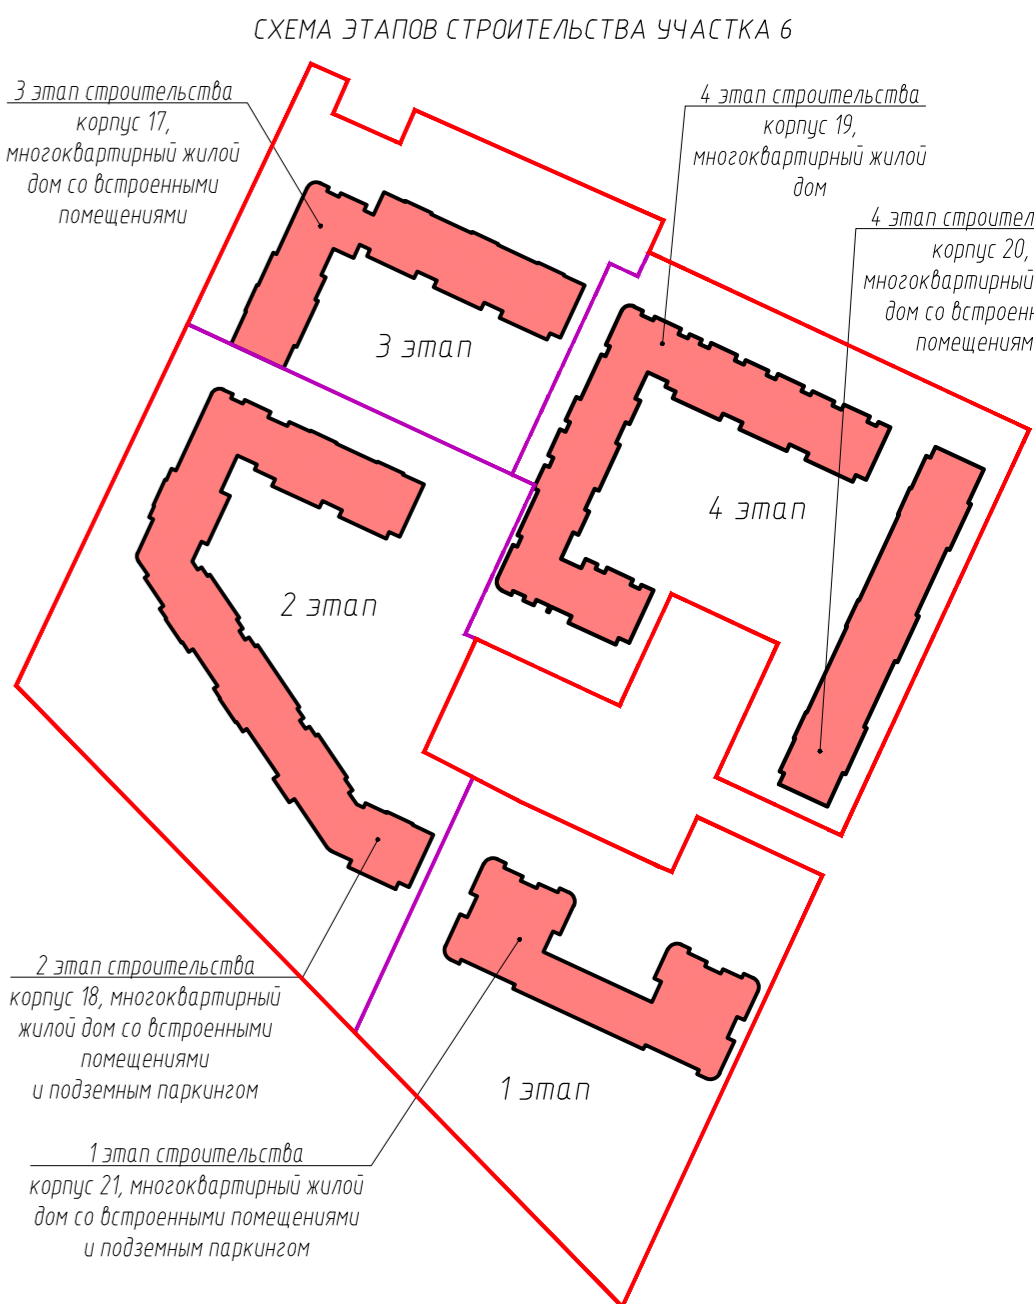 СХЕМА ЭТАПОВ СТРОИТЕЛЬСТВА УЧАСТКА 6
3 этап строительства
корпус 17,
многоквартирный жилой
дом со встроенными
помещениями
4 этап строительства
корпус 19,
многоквартирный жилой
дом
4 этап
корпус 20,
многоквартирный
дом со
3 этап
4 этап
2 этап
2 этап строительства
корпус 18, многоквартирный
жилой дом со встроенными
помещениями
и подземным паркингом
1 этап
1 этап строительства
корпус 21, многоквартирный жилой
дом со встроенными помещениями
и подземным паркингом